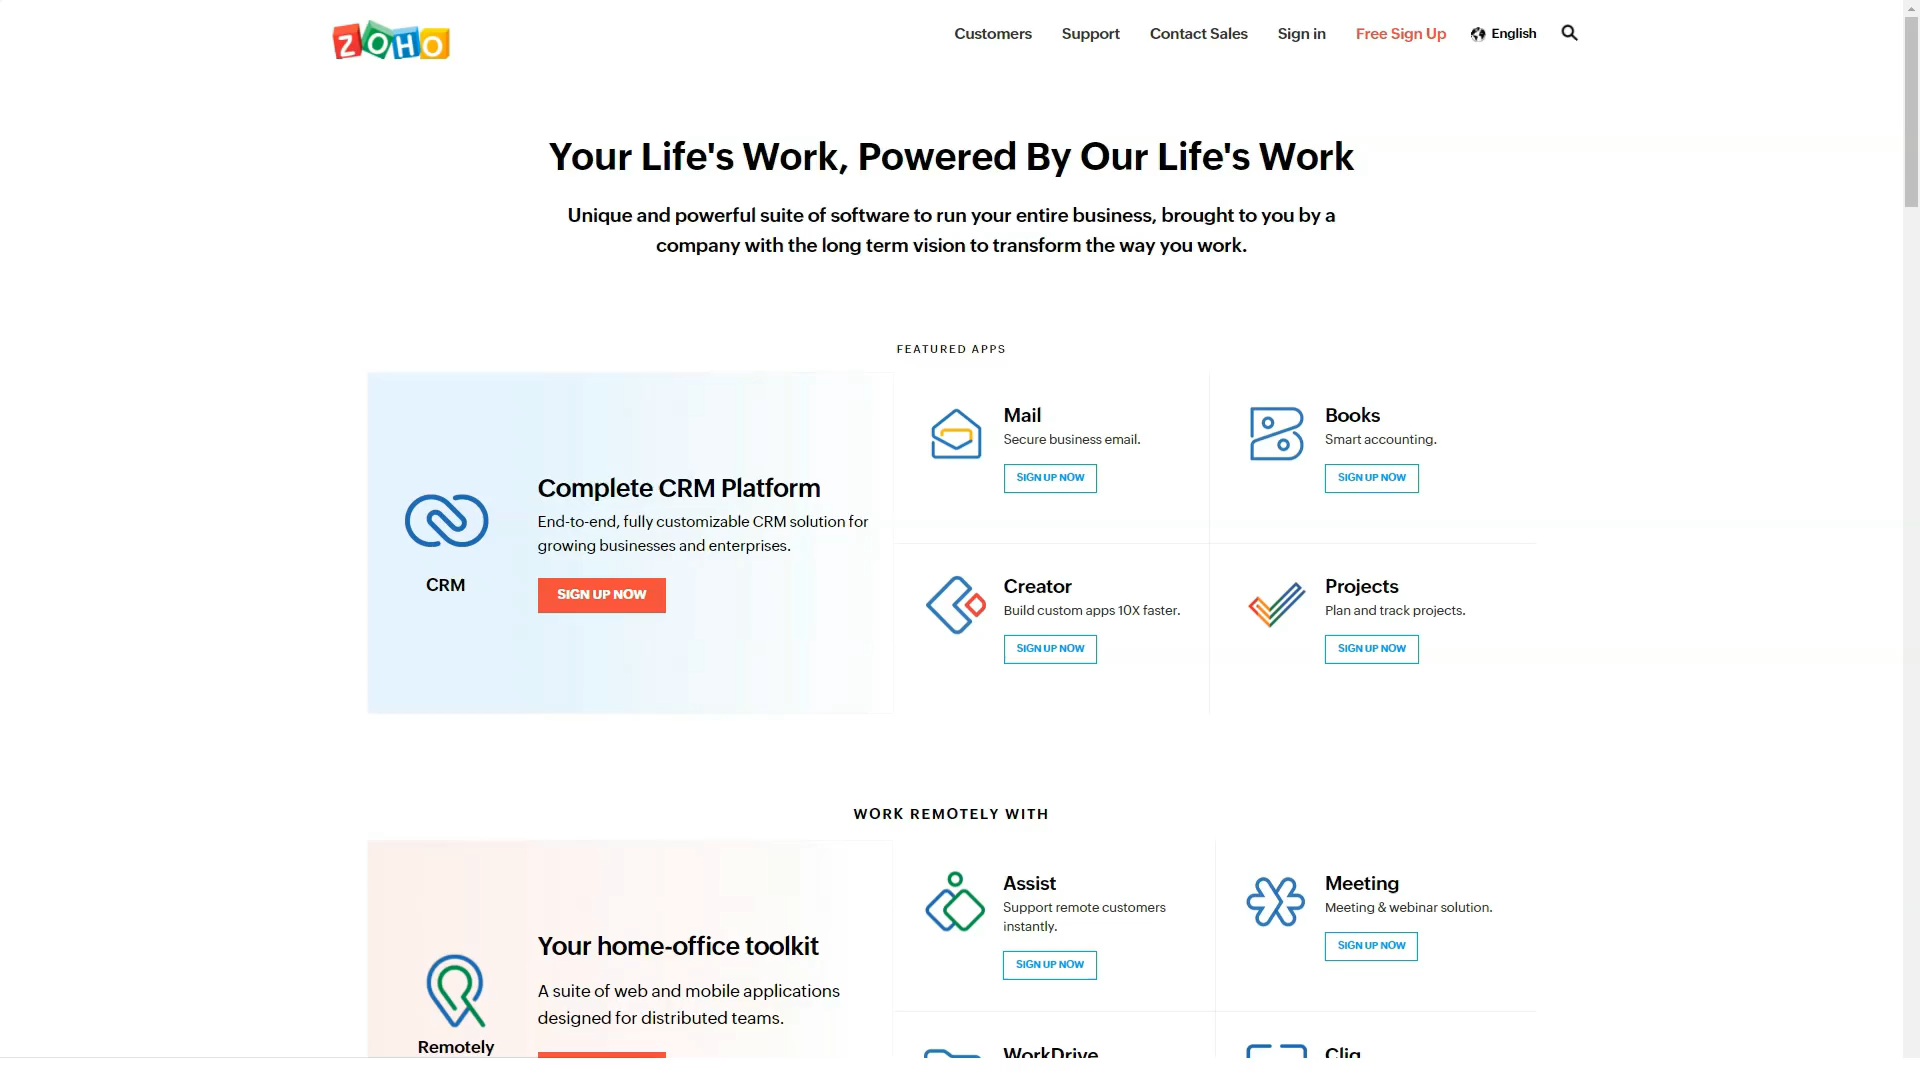 ZOHO
Customers
Support
Contact Sales
Sign in
Free Sign Up
English
Your Life's Work, Powered By Our Life's Work
Unique and powerful suite of software to run your entire business, brought to you by a
company with the long term vision to transform the way you work.
FEATURED APPS
CRM
Complete CRM Platform
End-to-end, fully customizable CRM solution for
growing businesses and enterprises.
SIGN UP NOW
Mail
Secure business email.
SIGN UP NOW
Books
Smart accounting.
SIGN UP NOW
Creator
Build custom apps 10X faster.
SIGN UP NOW
Projects
Plan and track projects.
SIGN UP NOW
WORK REMOTELY WITH
Remotely
Your home-office toolkit
A suite of web and mobile applications
designed for distributed teams.
Assist
Support remote customers
instantly.
SIGN UP NOW
Meeting
Meeting & webinar solution.
SIGN UP NOW
WorkDrive
Cliq